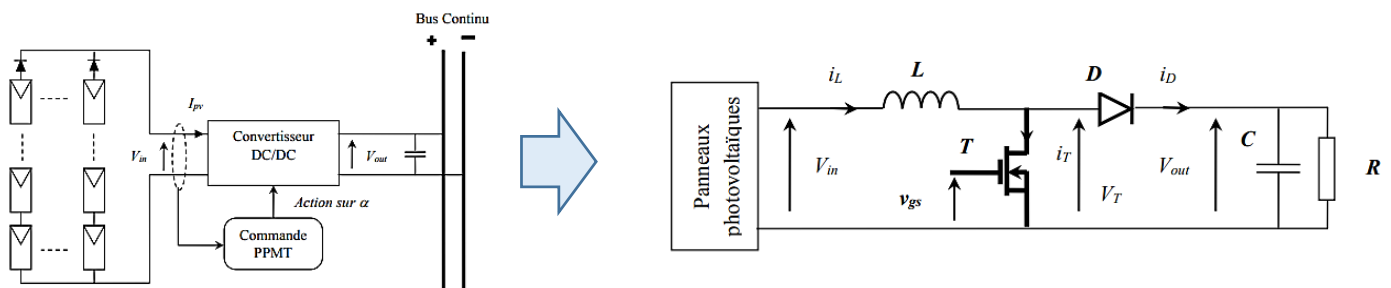 Bus Continu
+ −
I_pv
Convertisseur
DC/DC
V_in
V_out
Action sur α
Commande
PPMT
Panneaux
photovoltaïques
i_L
L
D
i_D
V_in
T
v_gs
i_T
V_T
V_out
C
R